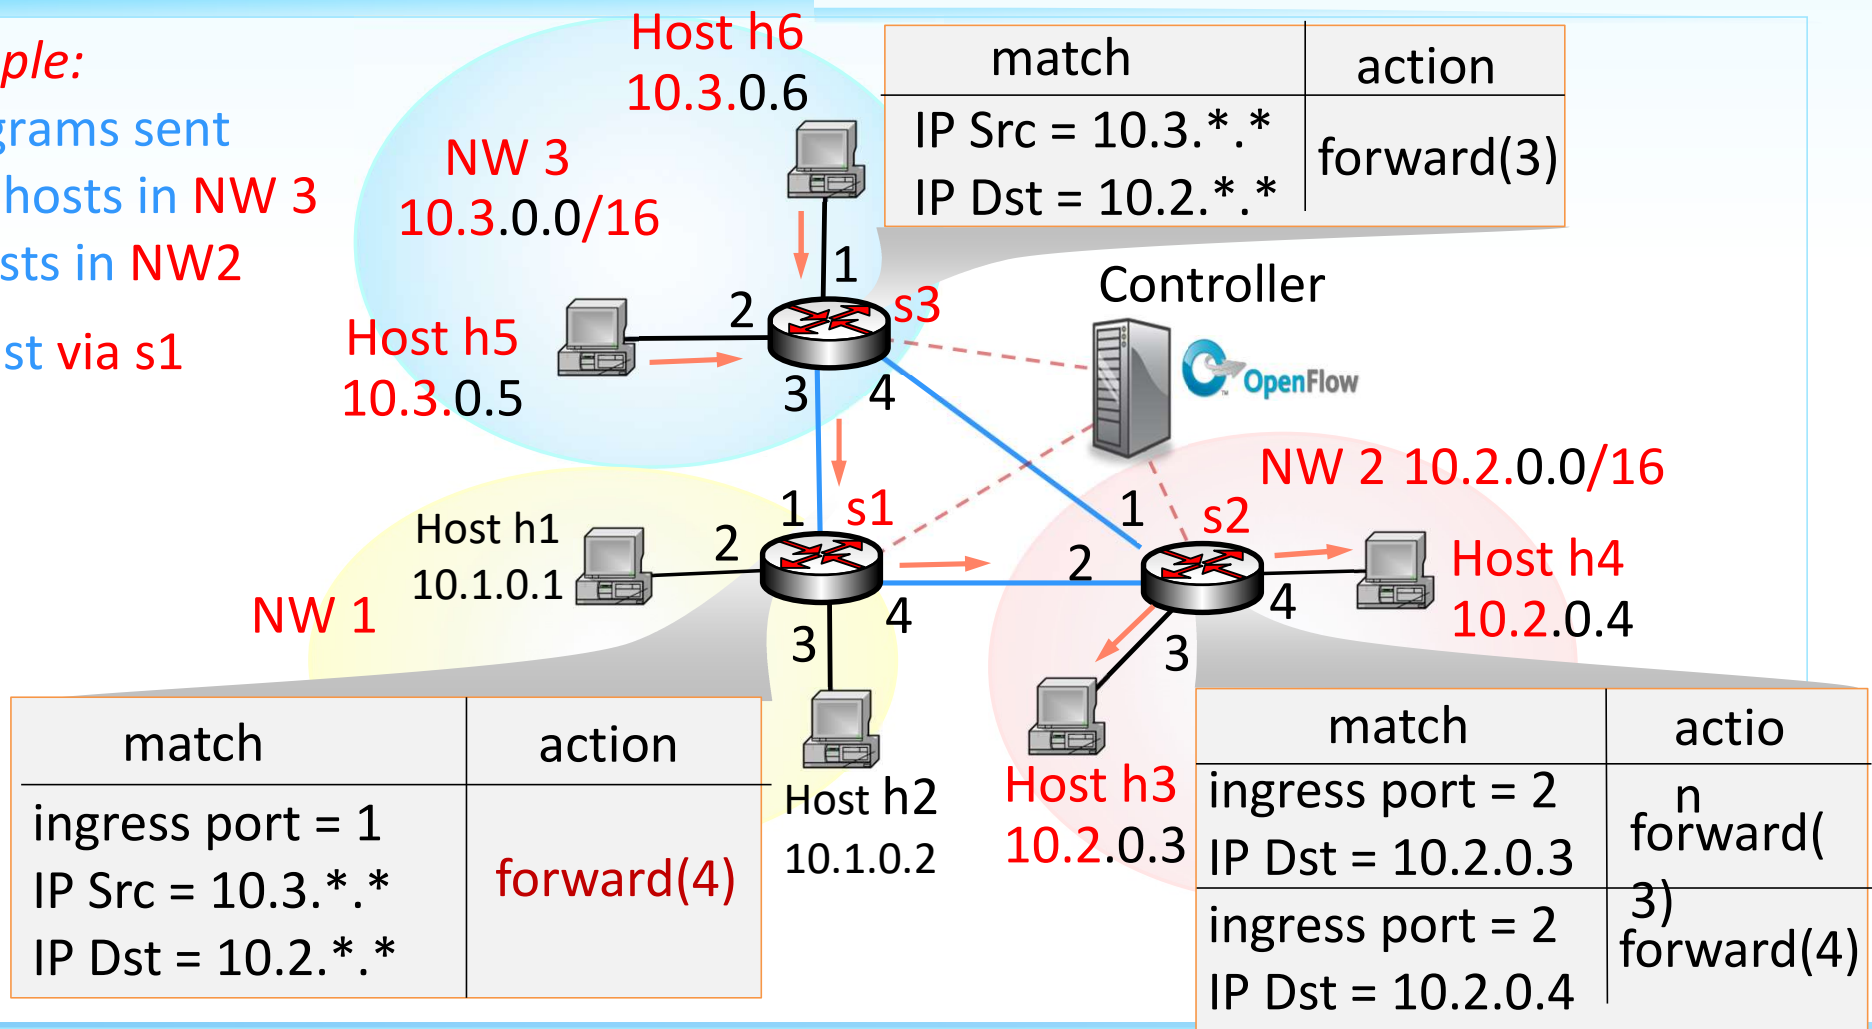 ple:
grams sent
hosts in NW 3
sts in NW2
st via s1
Host h6
10.3.0.6
NW 3
10.3.0.0/16
match action
IP Src = 10.3.*.*
IP Dst = 10.2.*.*
forward(3)
1
2
s3
3 4
Host h5
10.3.0.5
Controller
OpenFlow
NW 2 10.2.0.0/16
1 s1
2
4
3
Host h1
10.1.0.1
NW 1
1 s2
2
4
3
Host h4
10.2.0.4
Host h2
10.1.0.2
Host h3
10.2.0.3
match action
ingress port = 1
IP Src = 10.3.*.*
IP Dst = 10.2.*.*
forward(4)
match actio
n
ingress port = 2
IP Dst = 10.2.0.3
forward(
3)
ingress port = 2
IP Dst = 10.2.0.4
forward(4)